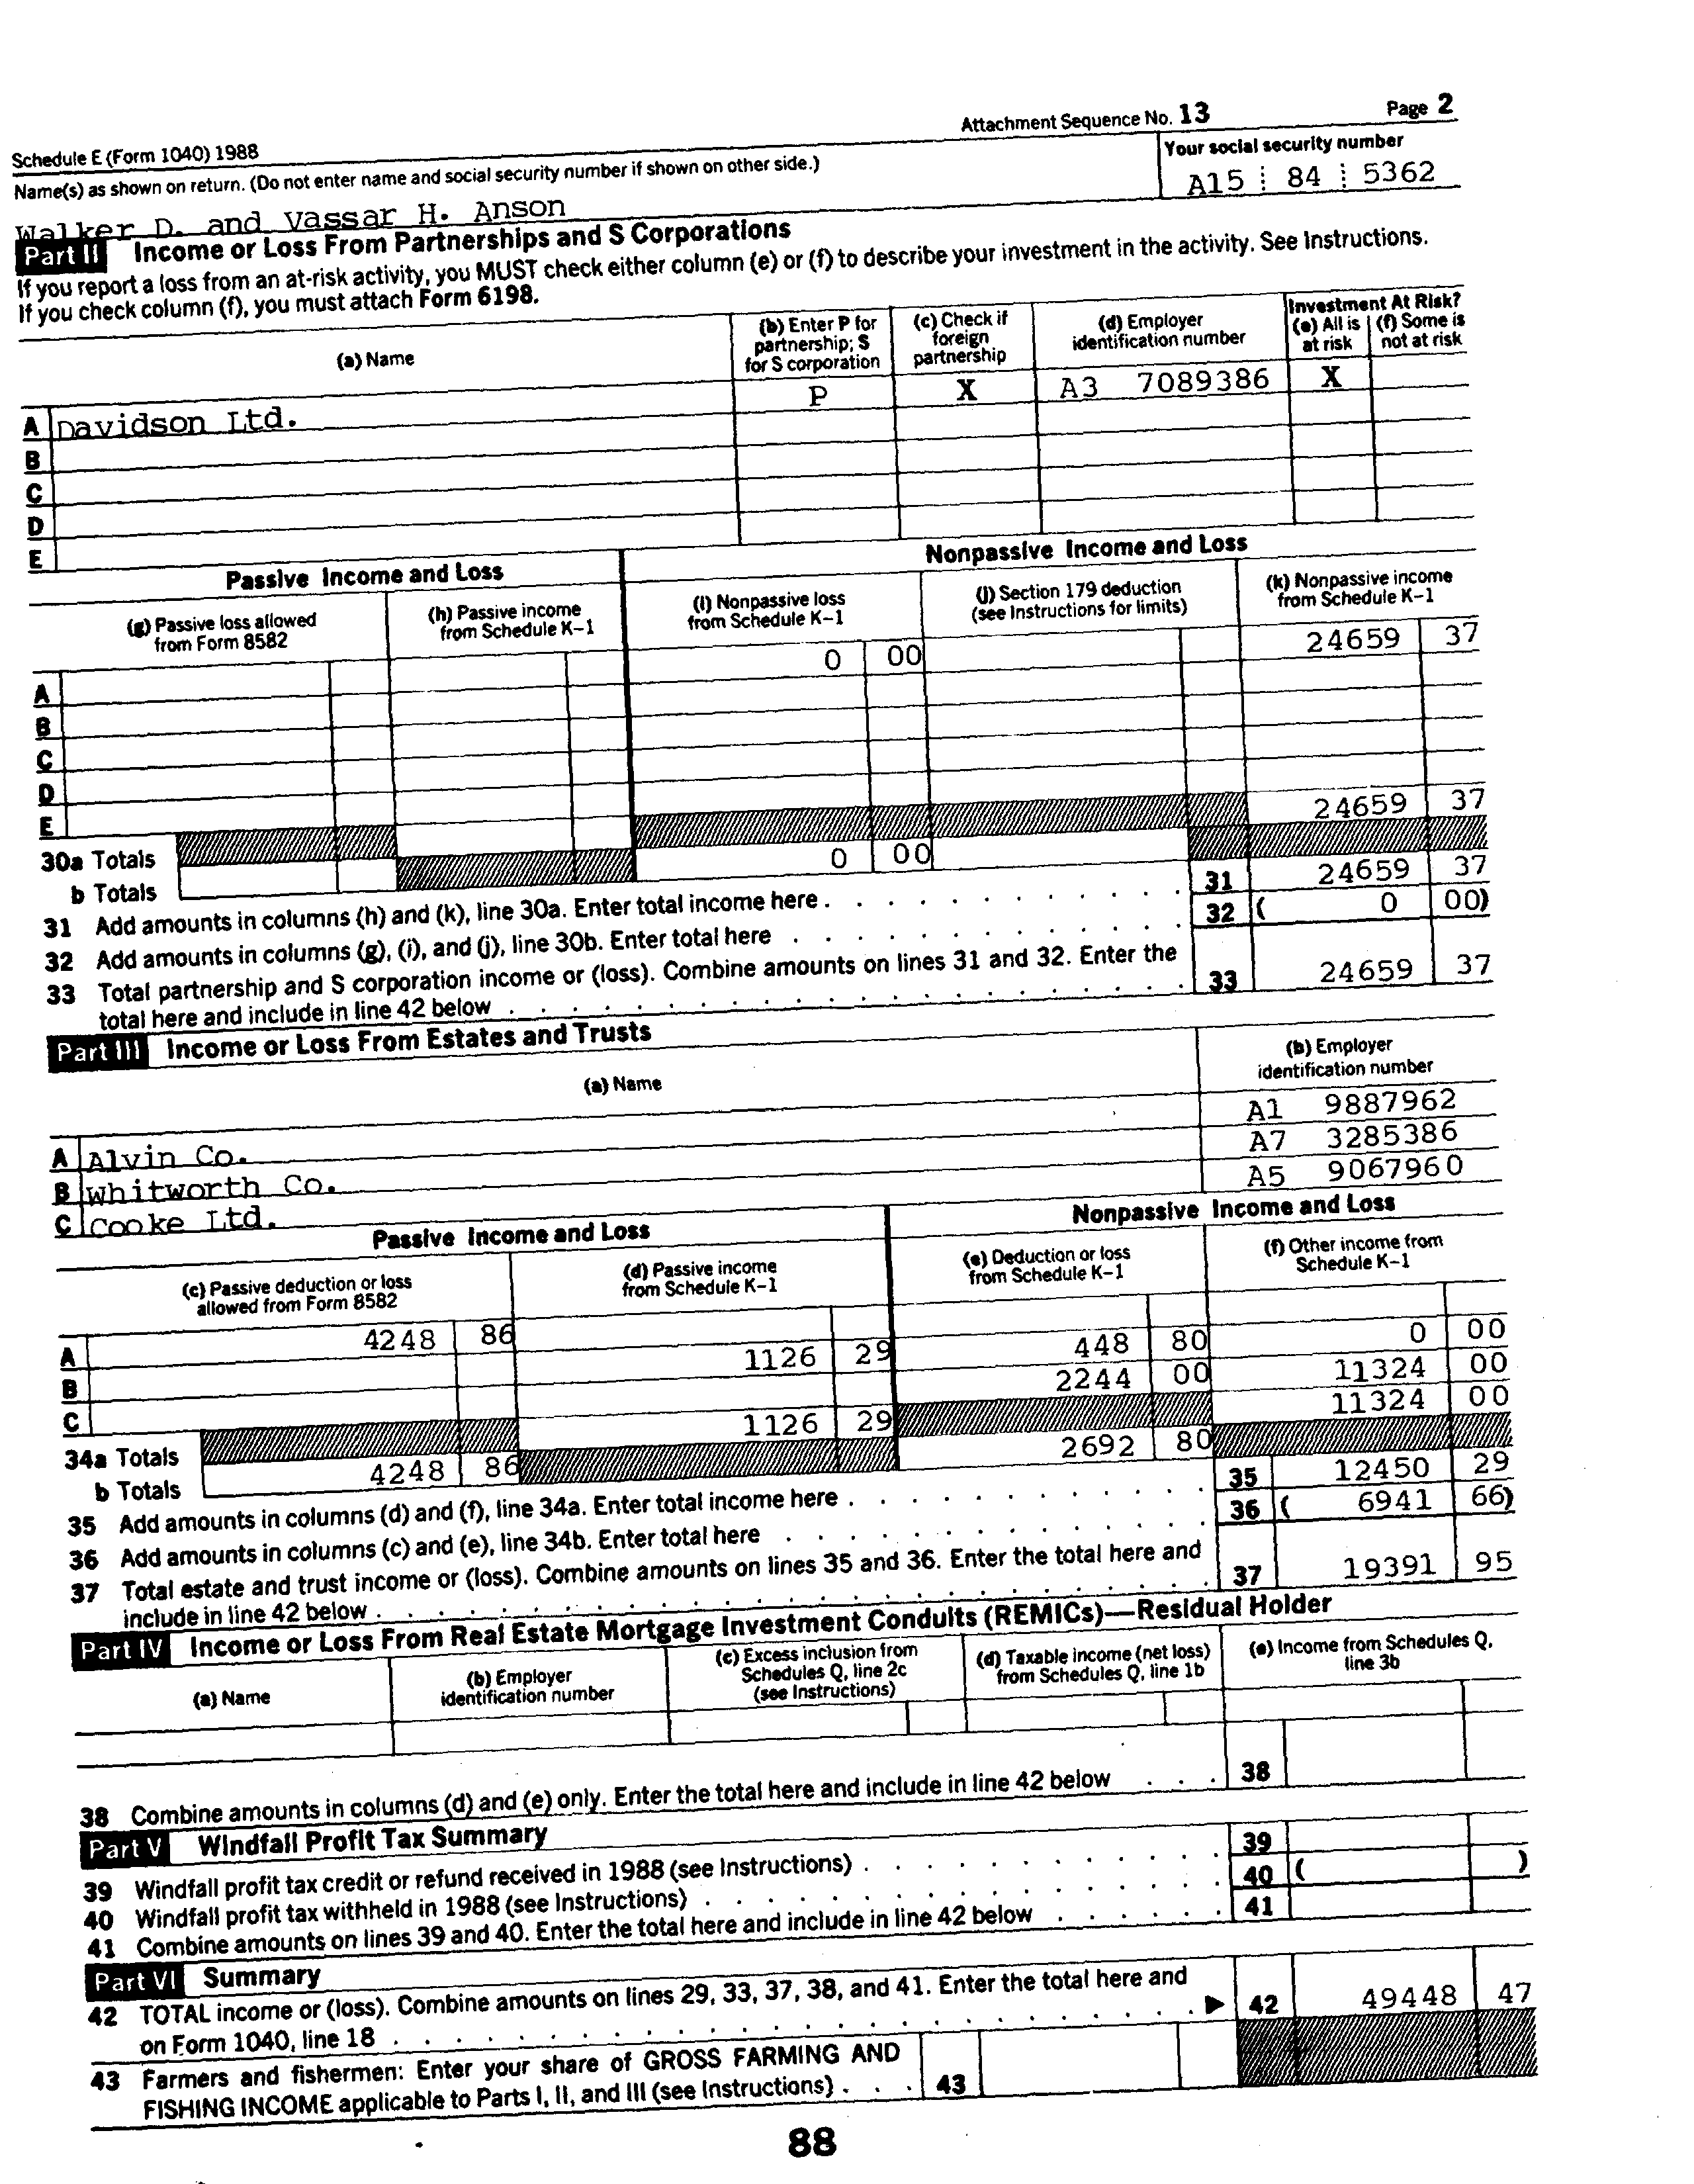 Schedule E (Form 1040) 1988 Attachment Sequence No. 13 Page 2
Name(s) as shown on return. (Do not enter name and social security number if shown on other side.) Your social security number
Walker D. and Vassar H. Anson A15 84 5362
Part II Income or Loss From Partnerships and S Corporations
If you report a loss from an at-risk activity, you MUST check either column (e) or (f) to describe your investment in the activity. See Instructions.
If you check column (f), you must attach Form 6198.
(a) Name (b) Enter P for partnership; S for S corporation (c) Check if foreign partnership (d) Employer identification number Investment At Risk? (e) All is at risk (f) Some is not at risk
A Davidson Ltd. P X A3 7089386 X
B
C
D
E
Passive Income and Loss Nonpassive Income and Loss
(g) Passive loss allowed from Form 8582 (h) Passive income from Schedule K-1 (i) Nonpassive loss from Schedule K-1 (j) Section 179 deduction (see Instructions for limits) (k) Nonpassive income from Schedule K-1
A 0 00 24659 37
B
C
D
E
30a Totals 24659 37
b Totals 0 00
31 Add amounts in columns (h) and (k), line 30a. Enter total income here . 31 24659 37
32 Add amounts in columns (g), (i), and (j), line 30b. Enter total here 32 ( 0 00)
33 Total partnership and S corporation income or (loss). Combine amounts on lines 31 and 32. Enter the
total here and include in line 42 below 33 24659 37
Part III Income or Loss From Estates and Trusts
(a) Name (b) Employer identification number
A Alvin Co. A1 9887962
B Whitworth Co. A7 3285386
C Cooke Ltd. A5 9067960
Passive Income and Loss Nonpassive Income and Loss
(c) Passive deduction or loss allowed from Form 8582 (d) Passive income from Schedule K-1 (e) Deduction or loss from Schedule K-1 (f) Other income from Schedule K-1
A 4248 86
B 1126 29 448 80 0 00
C 2244 00 11324 00
34a Totals 1126 29 11324 00
b Totals 4248 86 2692 80
35 Add amounts in columns (d) and (f), line 34a. Enter total income here . 35 12450 29
36 Add amounts in columns (c) and (e), line 34b. Enter total here 36 ( 6941 66)
37 Total estate and trust income or (loss). Combine amounts on lines 35 and 36. Enter the total here and
include in line 42 below . 37 19391 95
Part IV Income or Loss From Real Estate Mortgage Investment Conduits (REMICs)—Residual Holder
(a) Name (b) Employer identification number (c) Excess inclusion from Schedules Q, line 2c (see Instructions) (d) Taxable income (net loss) from Schedules Q, line 1b (e) Income from Schedules Q, line 3b
38 Combine amounts in columns (d) and (e) only. Enter the total here and include in line 42 below 38
Part V Windfall Profit Tax Summary
39 Windfall profit tax credit or refund received in 1988 (see Instructions) . 39
40 Windfall profit tax withheld in 1988 (see Instructions) 40 ( )
41 Combine amounts on lines 39 and 40. Enter the total here and include in line 42 below 41
Part VI Summary
42 TOTAL income or (loss). Combine amounts on lines 29, 33, 37, 38, and 41. Enter the total here and
on Form 1040, line 18 . ▶ 42 49448 47
43 Farmers and fishermen: Enter your share of GROSS FARMING AND
FISHING INCOME applicable to Parts I, II, and III (see Instructions) . 43
88